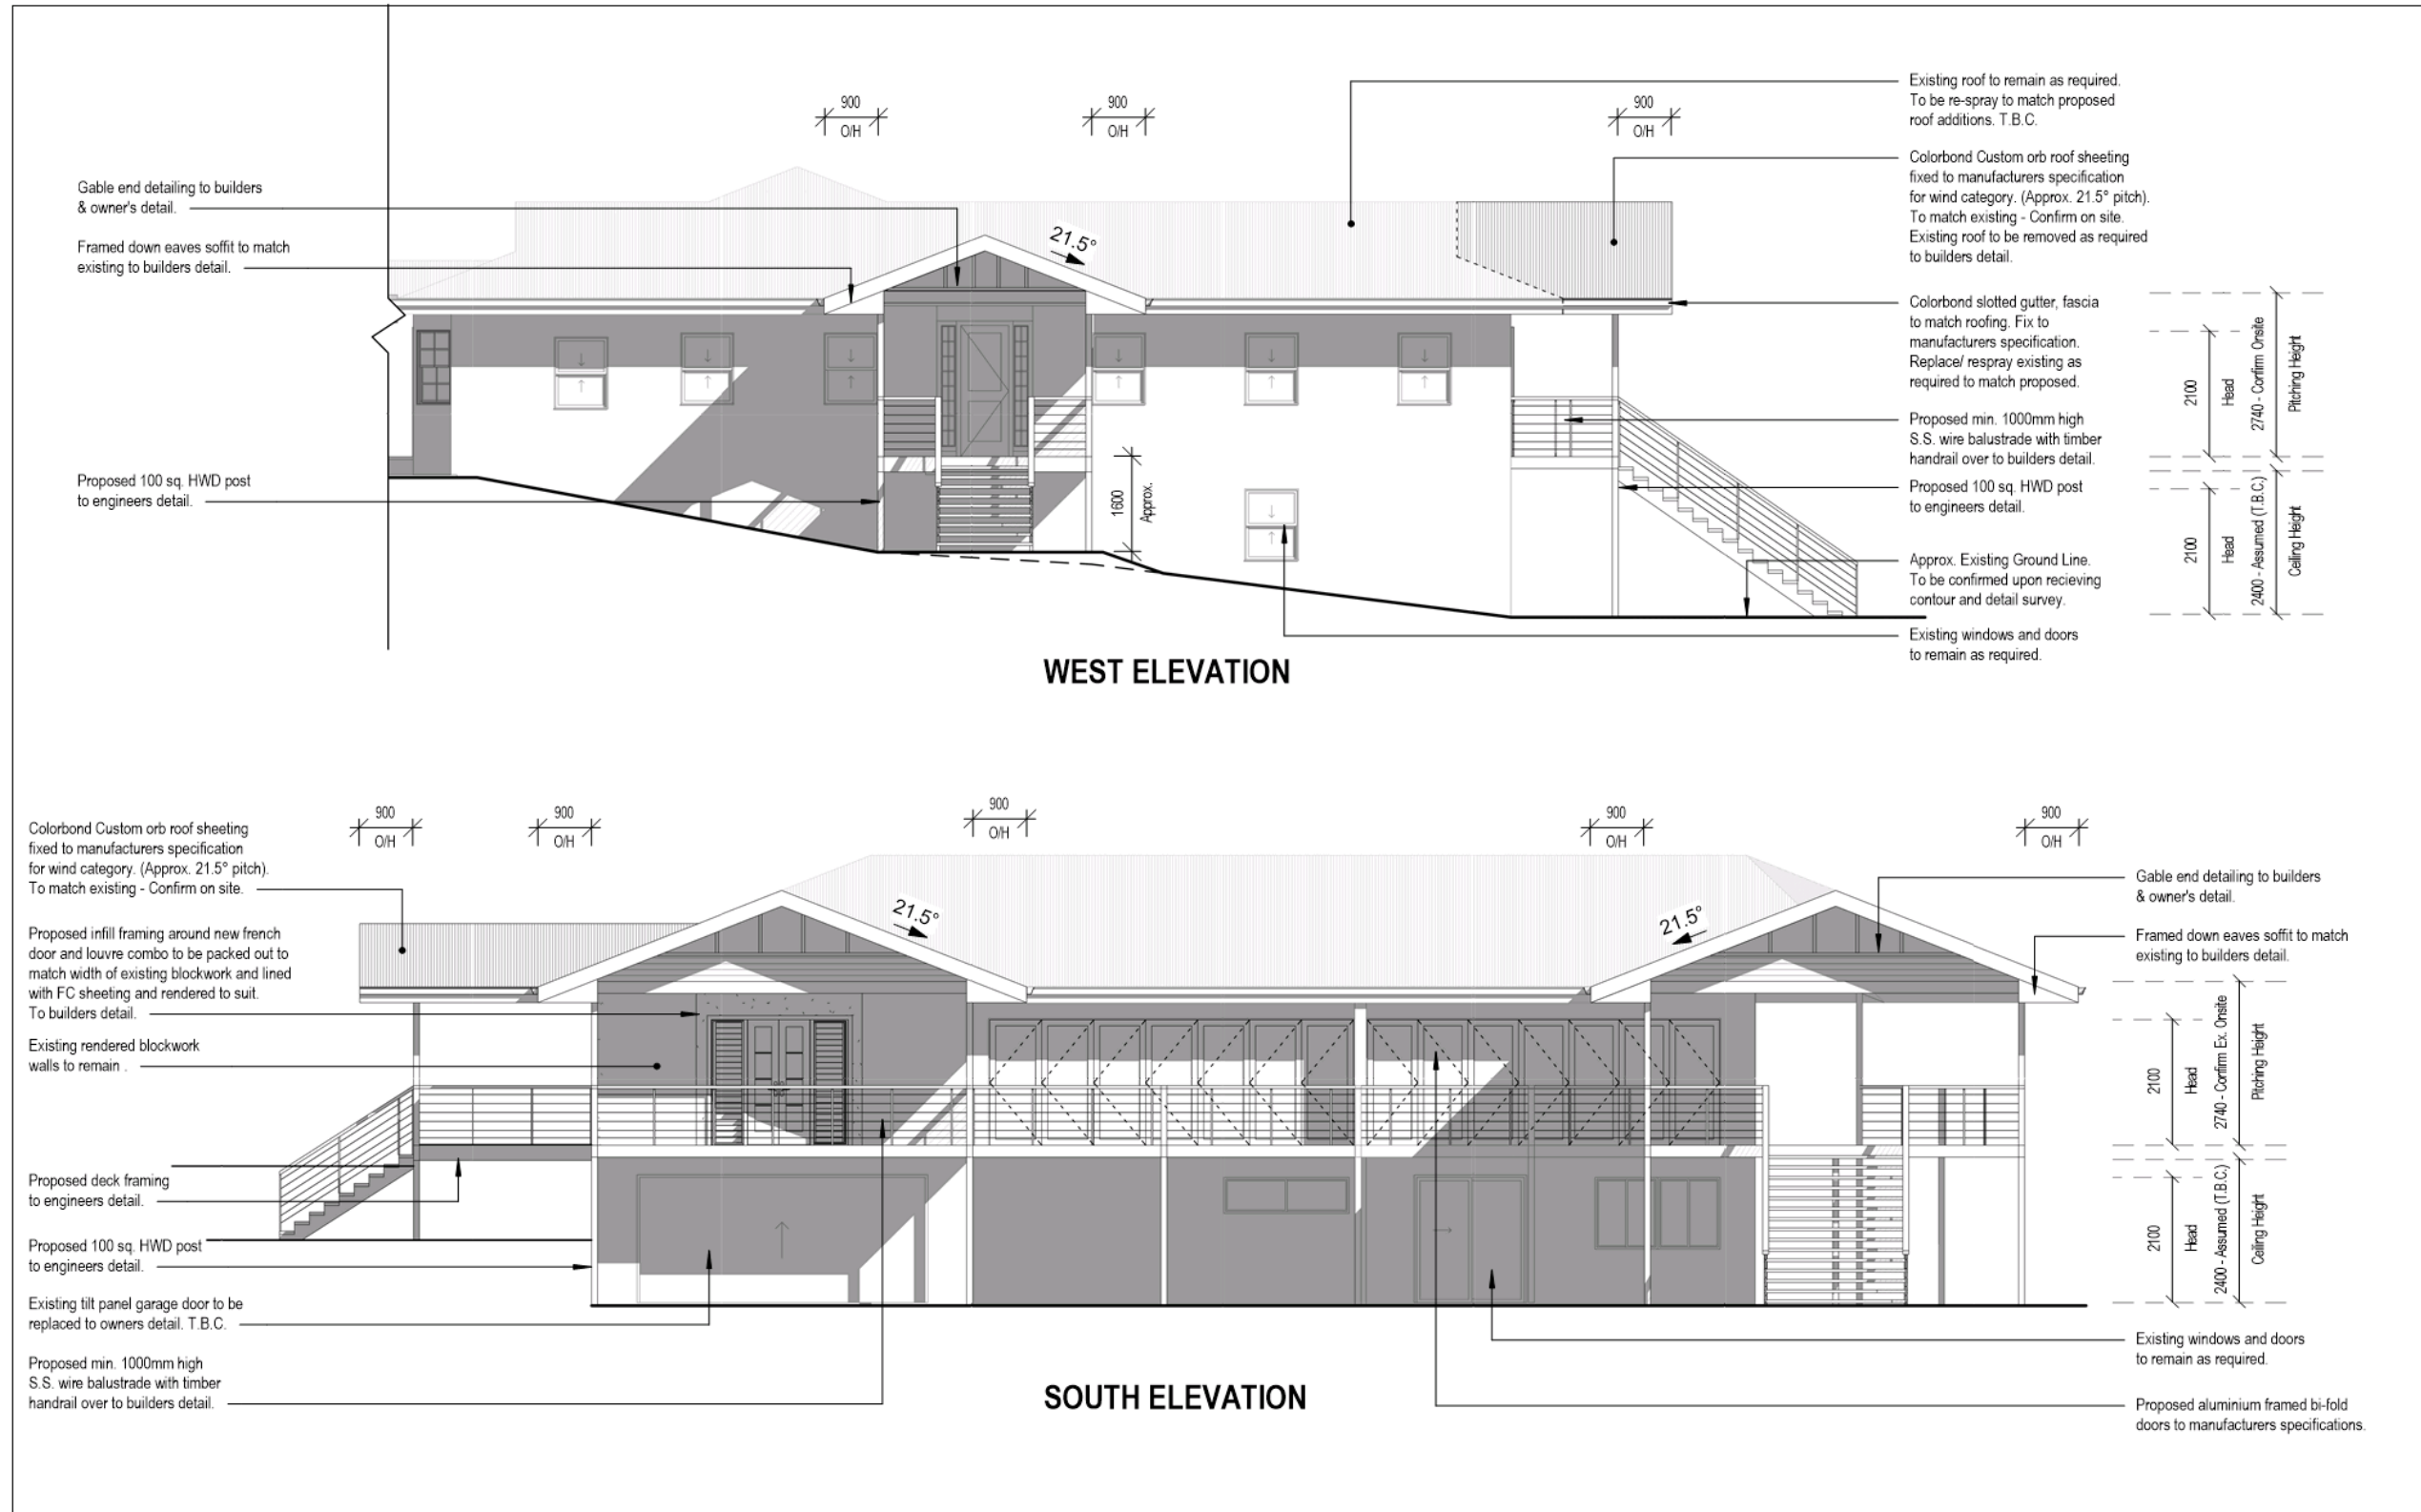 900
O/H
900
O/H
900
O/H
Existing roof to remain as required.
To be re-spray to match proposed
roof additions. T.B.C.
Colorbond Custom orb roof sheeting
fixed to manufacturers specification
for wind category. (Approx. 21.5° pitch).
To match existing - Confirm on site.
Existing roof to be removed as required
to builders detail.
Gable end detailing to builders
& owner's detail.
Framed down eaves soffit to match
existing to builders detail.
21.5°
Colorbond slotted gutter, fascia
to match roofing. Fix to
manufacturers specification.
Replace/ respray existing as
required to match proposed.
2100
Head
2740 - Confirm Onsite
Pitching Height
Proposed min. 1000mm high
S.S. wire balustrade with timber
handrail over to builders detail.
Proposed 100 sq. HWD post
to engineers detail.
1600
Approx.
Proposed 100 sq. HWD post
to engineers detail.
2100
Head
2400 - Assumed (T.B.C.)
Ceiling Height
Approx. Existing Ground Line.
To be confirmed upon recieving
contour and detail survey.
Existing windows and doors
to remain as required.
WEST ELEVATION
900
O/H
900
O/H
900
O/H
900
O/H
900
O/H
Colorbond Custom orb roof sheeting
fixed to manufacturers specification
for wind category. (Approx. 21.5° pitch).
To match existing - Confirm on site.
Proposed infill framing around new french
door and louvre combo to be packed out to
match width of existing blockwork and lined
with FC sheeting and rendered to suit.
To builders detail.
Existing rendered blockwork
walls to remain .
Proposed deck framing
to engineers detail.
Proposed 100 sq. HWD post
to engineers detail.
Existing tilt panel garage door to be
replaced to owners detail. T.B.C.
Proposed min. 1000mm high
S.S. wire balustrade with timber
handrail over to builders detail.
21.5°
21.5°
Gable end detailing to builders
& owner's detail.
Framed down eaves soffit to match
existing to builders detail.
2100
Head
2740 - Confirm Ex. Onsite
Pitching Height
2100
Head
2400 - Assumed (T.B.C.)
Ceiling Height
Existing windows and doors
to remain as required.
Proposed aluminium framed bi-fold
doors to manufacturers specifications.
SOUTH ELEVATION